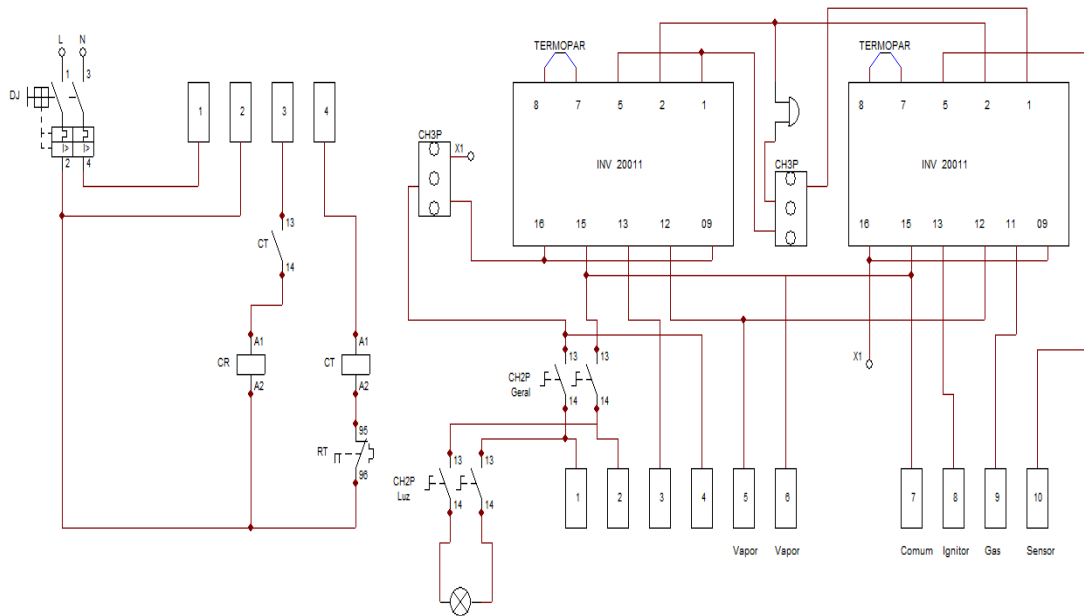 L N
1 3
DJ
I> I>
2 4
1 2 3 4
13
CT
14
A1 A1
CR CT
A2 A2
95
RT
96
TERMOPAR
8 7 5 2 1
CH3P
X1
INV 20011
16 15 13 12 09
CH3P
TERMOPAR
8 7 5 2 1
INV 20011
16 15 13 12 11 09
X1
13 13
CH2P
Geral
14 14
13 13
CH2P
Luz
14 14
1 2 3 4 5 6 7 8 9 10
Vapor Vapor Comum Ignitor Gas Sensor